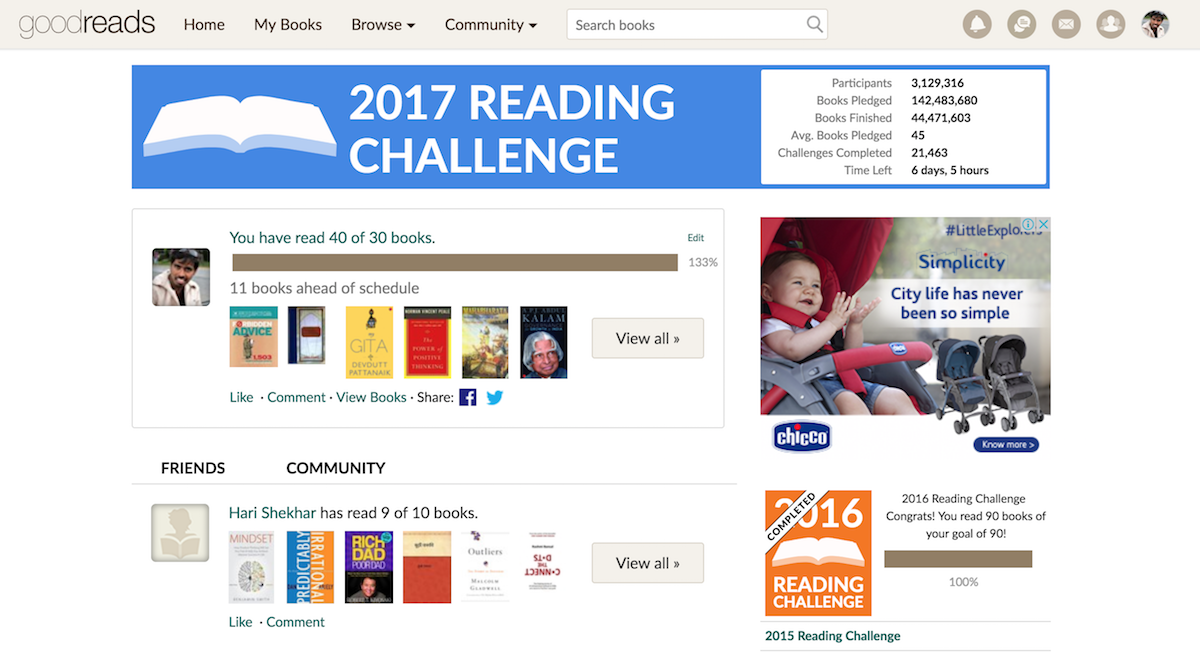 goodreads
Home
My Books
Browse
Community
Search books
2017 READING
CHALLENGE
Participants 3,129,316
Books Pledged 142,483,680
Books Finished 44,471,603
Avg. Books Pledged 45
Challenges Completed 21,463
Time Left 6 days, 5 hours
You have read 40 of 30 books.
Edit
133%
11 books ahead of schedule
ADVICE
1,503
GITA
DEVDUTT
PATTANAIK
NORMAN VINCENT PEALE
The
POWER of
POSITIVE
THINKING
MAHABHARATA
A.P.J. ABDUL
KALAM
View all »
Like · Comment · View Books · Share:
#LittleExplorers
Simplicity
City life has never
been so simple
chicco
Know more >
FRIENDS
COMMUNITY
Hari Shekhar has read 9 of 10 books.
MINDSET
PREDICTABLY
IRRATIONAL
RICH
DAD
POOR DAD
Outliers
MALCOLM
GLADWELL
View all »
Like · Comment
COMPLETED
2016
READING
CHALLENGE
2016 Reading Challenge
Congrats! You read 90 books of
your goal of 90!
100%
2015 Reading Challenge